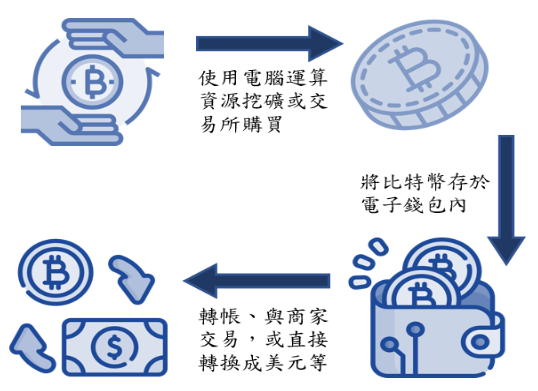 使用電腦運算
資源挖礦或交
易所購買
將比特幣存於
電子錢包內
轉帳、與商家
交易，或直接
轉換成美元等